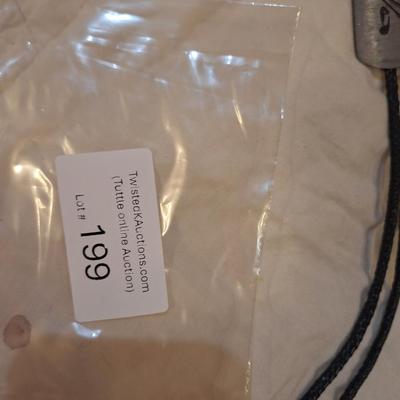 TwistedKAuctions.com
(Tuttle online Auction)
Lot # 199